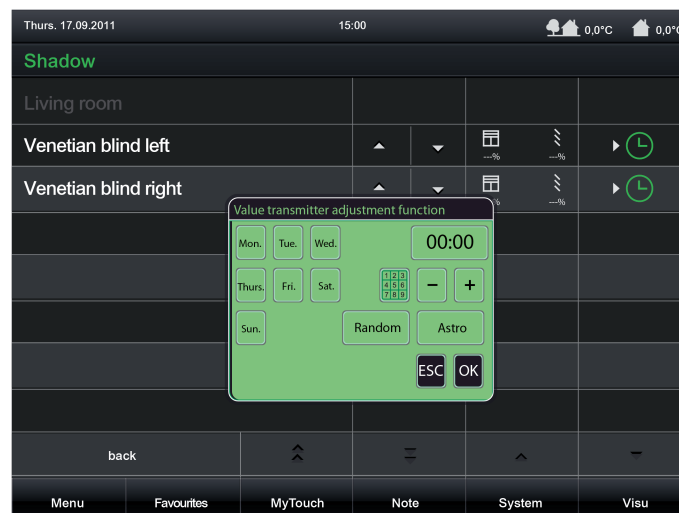 Thurs. 17.09.2011 15:00 0,0°C 0,0°
Shadow
Living room
Venetian blind left ---% ---%
Venetian blind right % ---%
Value transmitter adjustment function
Mon. Tue. Wed. 00:00
Thurs. Fri. Sat. 1 2 3 4 5 6 7 8 9 − +
Sun. Random Astro
ESC OK
back
Menu Favourites MyTouch Note System Visu